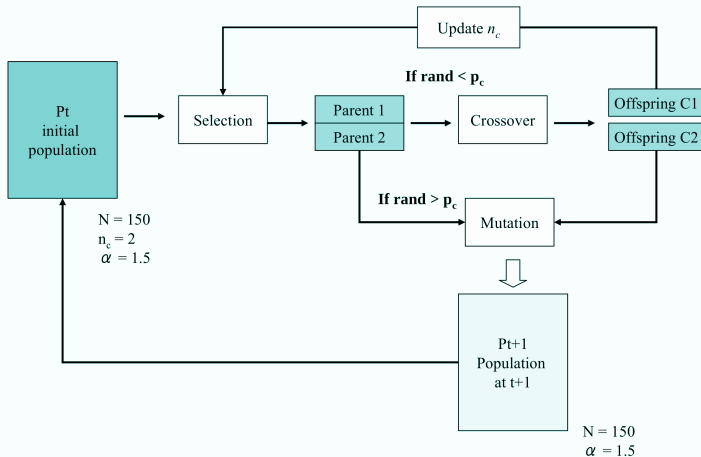 Update n_c
If rand < p_c
Pt
initial
population
Selection
Parent 1
Parent 2
Crossover
Offspring C1
Offspring C2
If rand > p_c
Mutation
N = 150
n_c = 2
α = 1.5
Pt+1
Population
at t+1
N = 150
α = 1.5